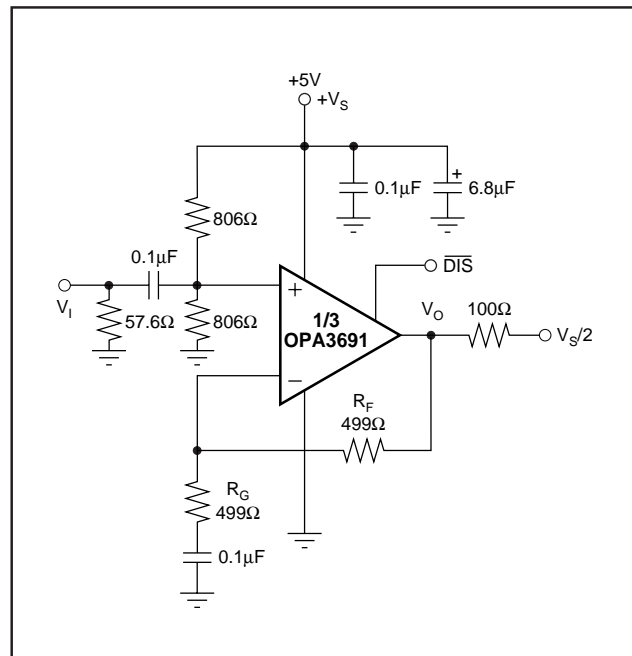 +5V
+V_S
0.1µF
6.8µF
806Ω
0.1µF
V_I
57.6Ω
806Ω
+
1/3
OPA3691
−
DIS
V_O
100Ω
V_S/2
R_F
499Ω
R_G
499Ω
0.1µF
+